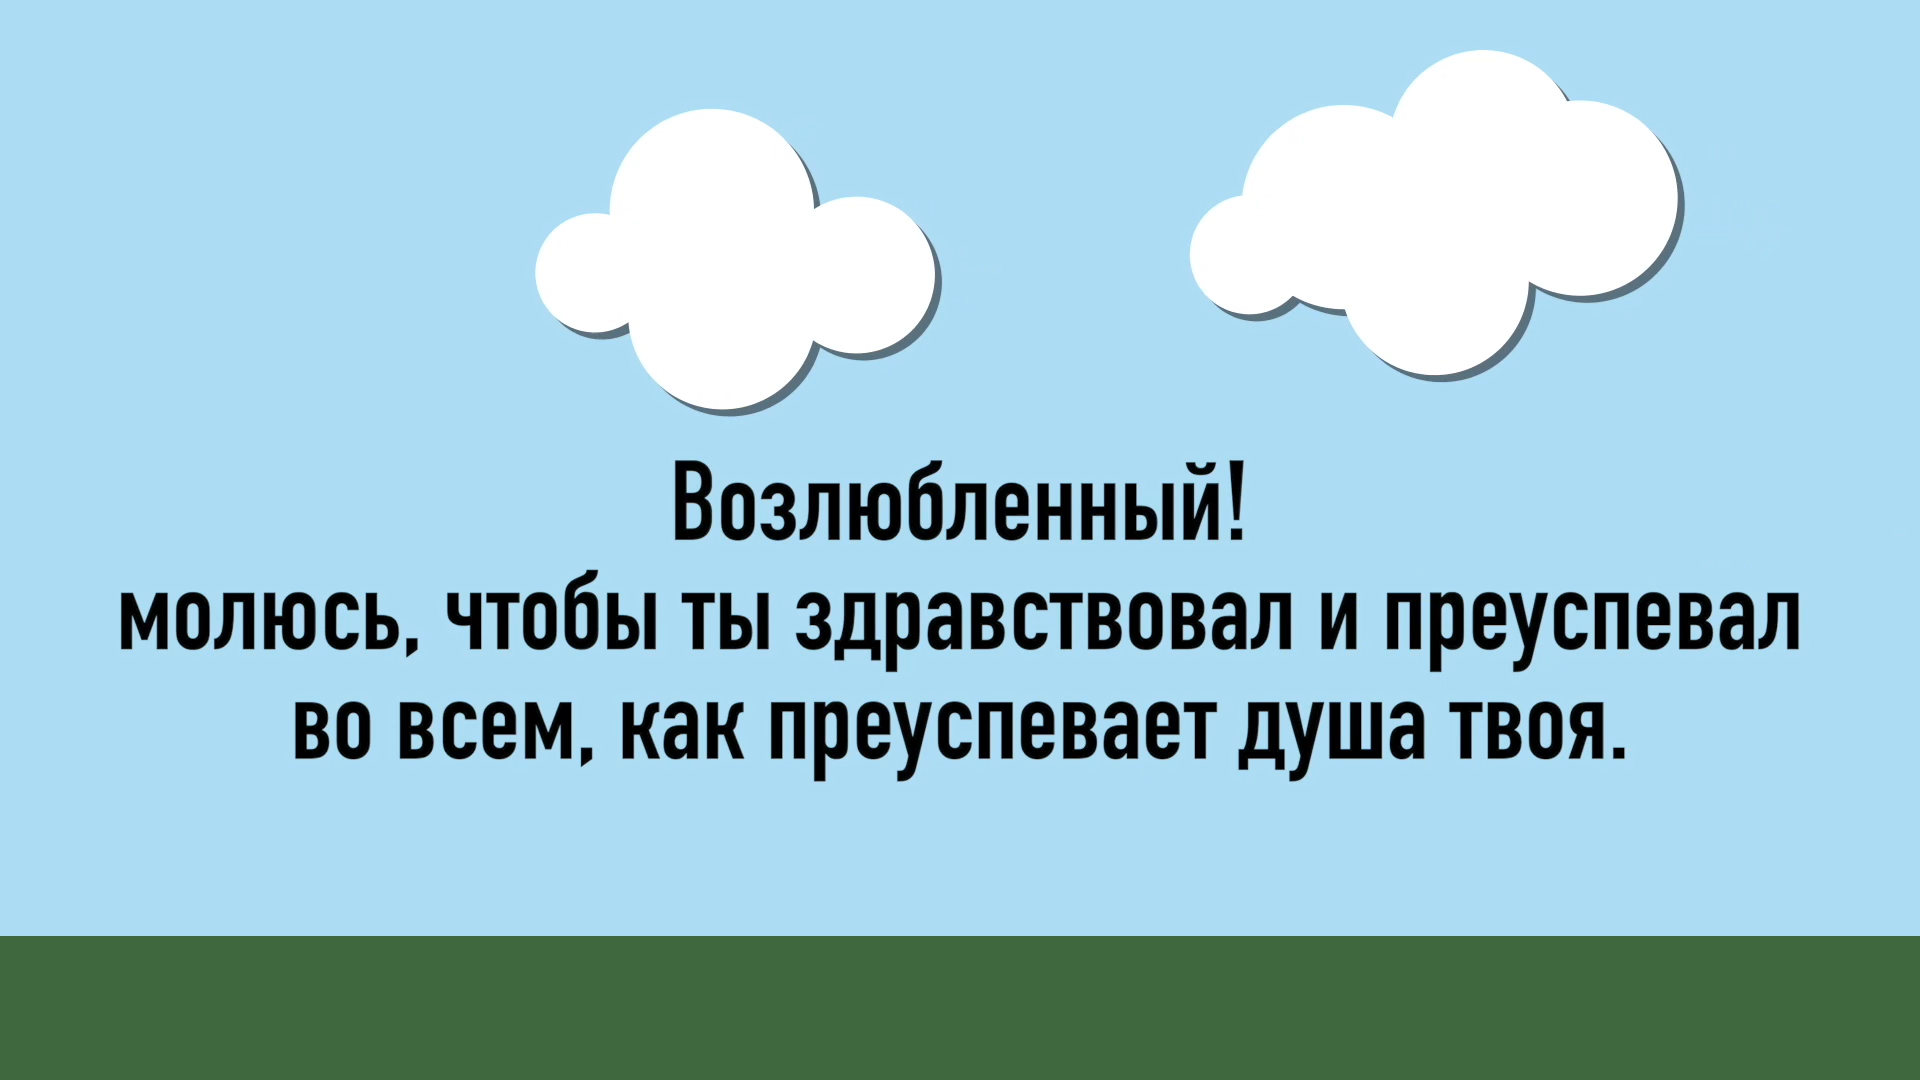 Возлюбленный!
молюсь, чтобы ты здравствовал и преуспевал
во всем, как преуспевает душа твоя.